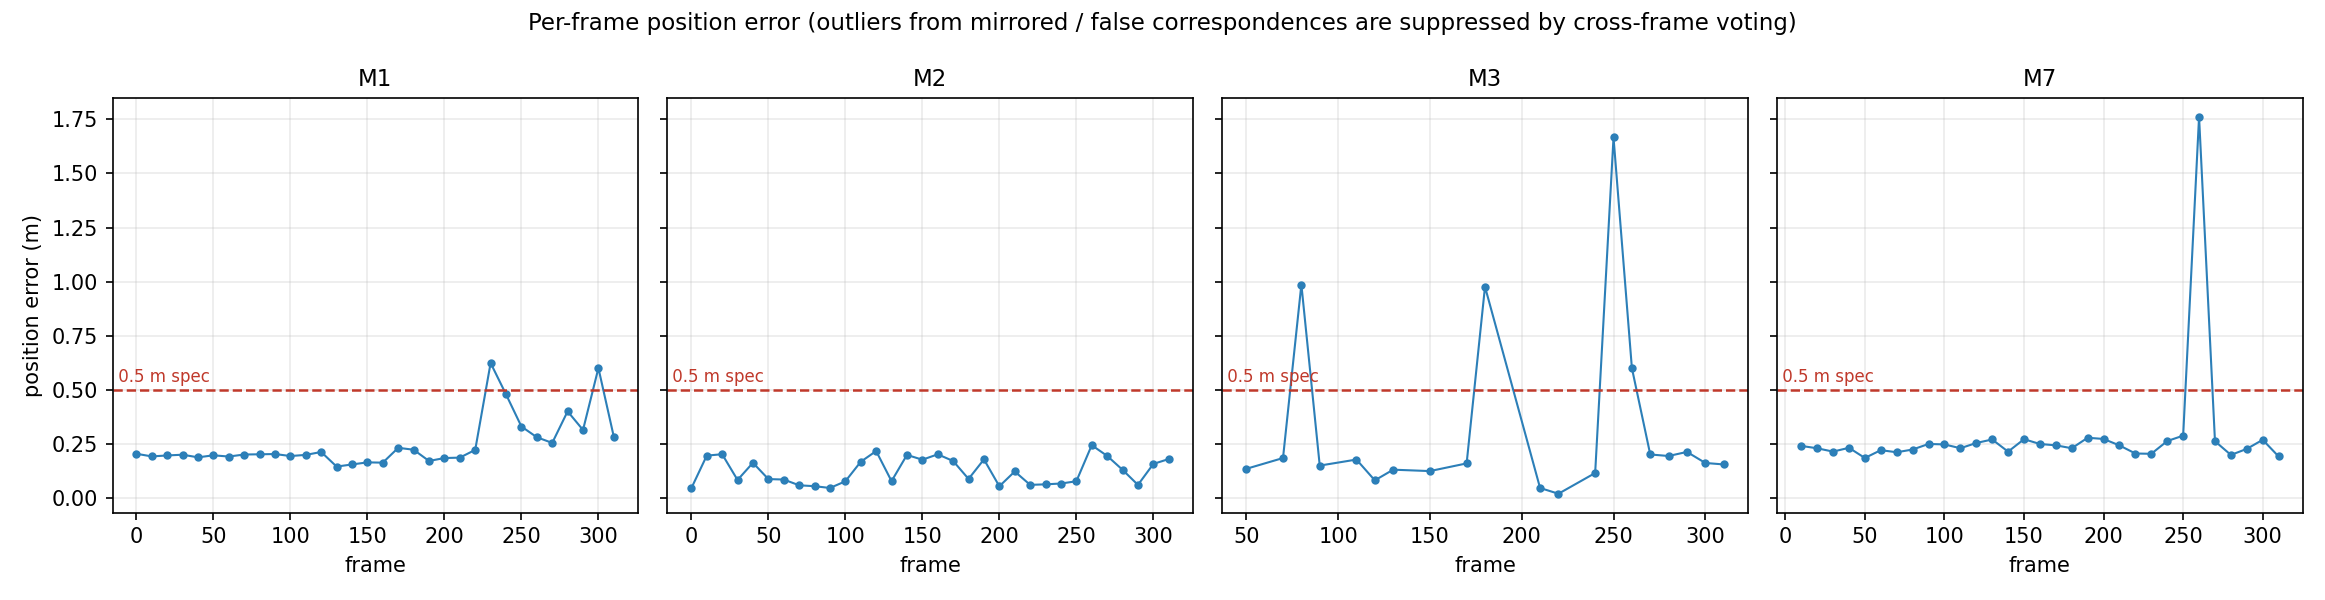 Per-frame position error (outliers from mirrored / false correspondences are suppressed by cross-frame voting)
M1
M2
M3
M7
position error (m)
1.75
1.50
1.25
1.00
0.75
0.50
0.25
0.00
0.5 m spec
0.5 m spec
0.5 m spec
0.5 m spec
0 50 100 150 200 250 300
0 50 100 150 200 250 300
50 100 150 200 250 300
0 50 100 150 200 250 300
frame
frame
frame
frame